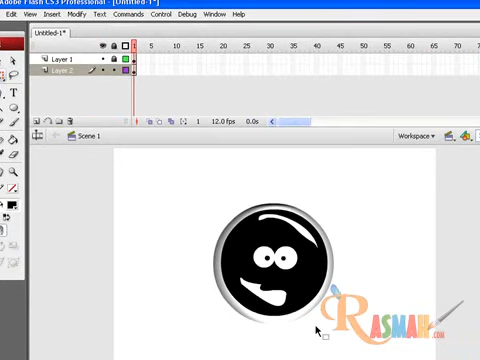 Adobe Flash CS3 Professional - [Untitled-1*]
Edit View Insert Modify Text Commands Control Debug Window Help
Untitled-1*
1 5 10 15 20 25 30 35 40 45 50 55 60 65 70 75
Layer 1
Layer 2
1 12.0 fps 0.0s
Scene 1 Workspace
RASMAH.COM